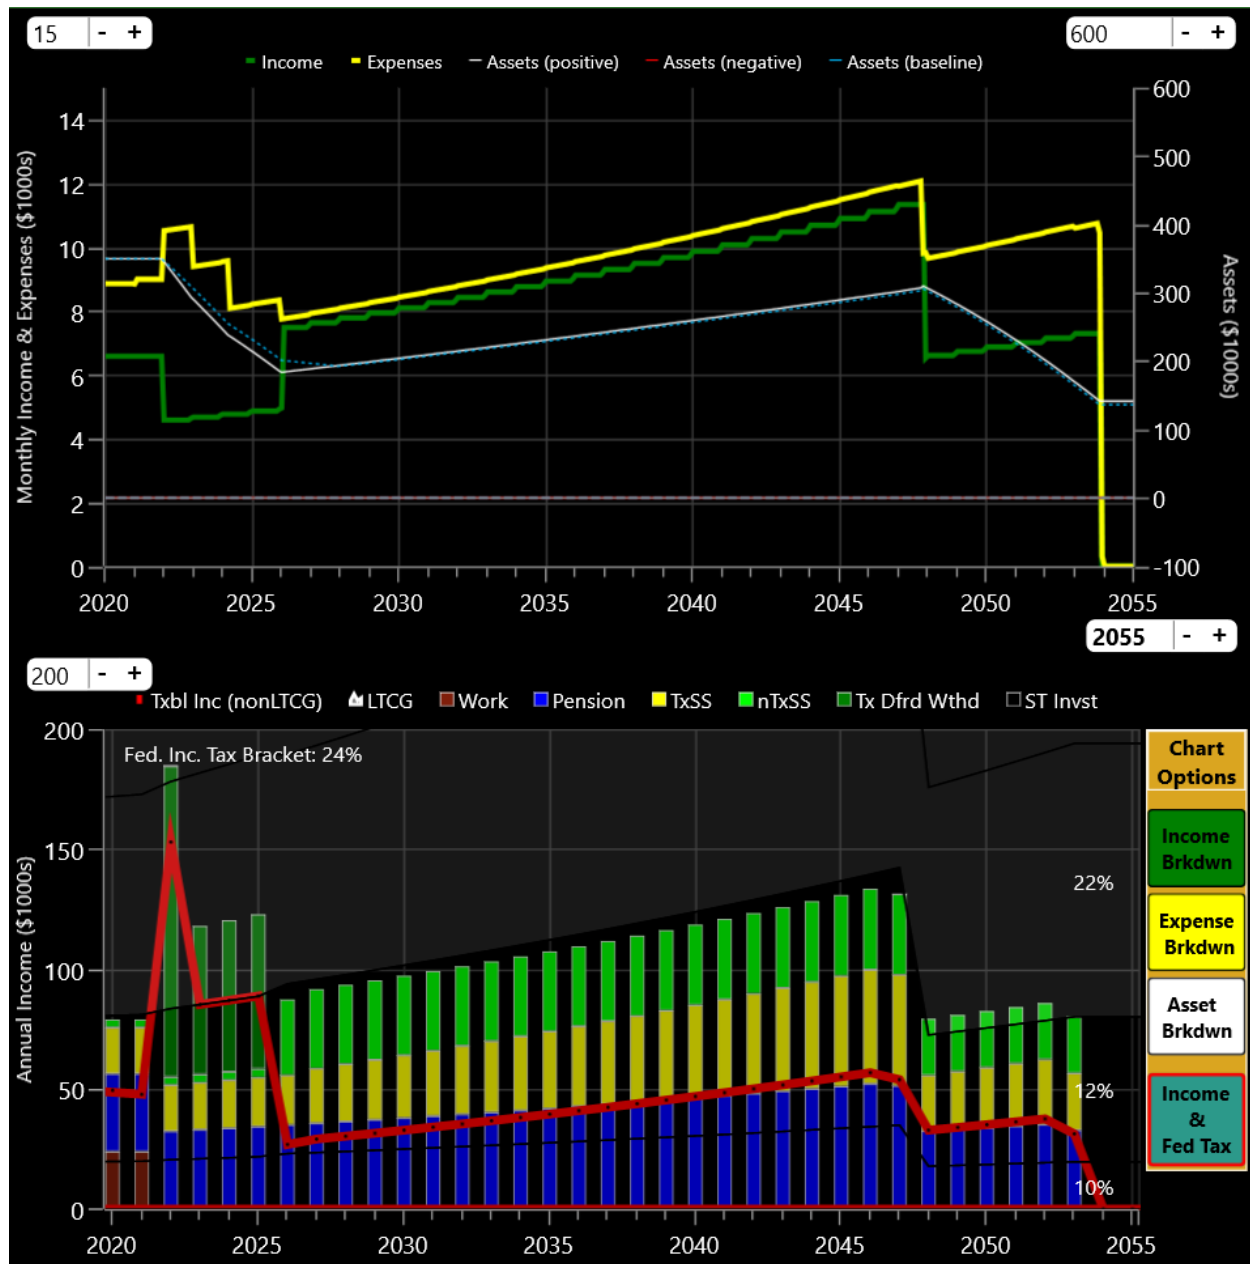 15 - +
600 - +
Income Expenses Assets (positive) Assets (negative) Assets (baseline)
Monthly Income & Expenses ($1000s)
14
12
10
8
6
4
2
0
600
500
400
300
200
100
0
-100
Assets ($1000s)
2020 2025 2030 2035 2040 2045 2050 2055
2055 - +
200 - +
Txbl Inc (nonLTCG) LTCG Work Pension TxSS nTxSS Tx Dfrd Wthd ST Invst
Annual Income ($1000s)
200
150
100
50
0
Fed. Inc. Tax Bracket: 24%
22%
12%
10%
2020 2025 2030 2035 2040 2045 2050 2055
Chart
Options
Income
Brkdwn
Expense
Brkdwn
Asset
Brkdwn
Income
&
Fed Tax